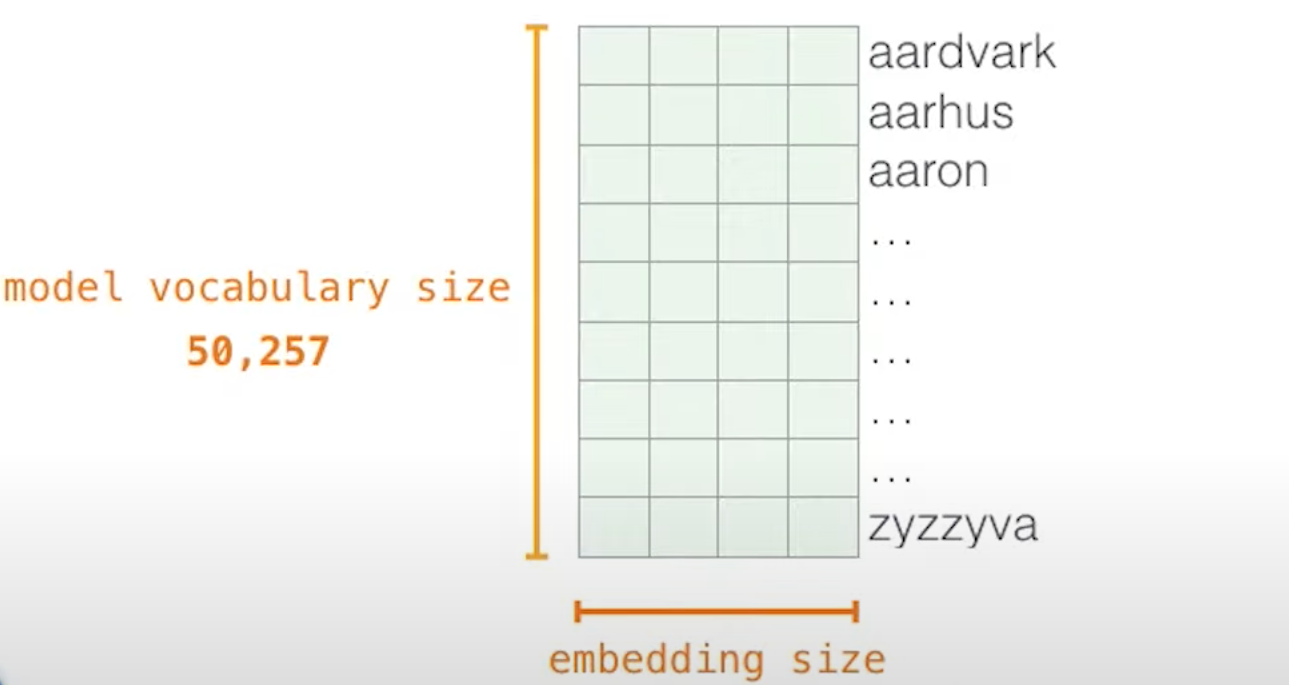 aardvark
aarhus
aaron
...
...
...
...
...
zyzzyva
model vocabulary size
50,257
embedding size